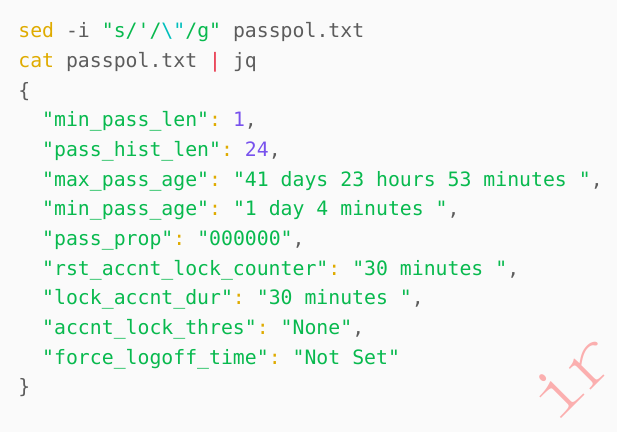 sed -i "s/'/\"/g" passpol.txt
cat passpol.txt | jq
{
  "min_pass_len": 1,
  "pass_hist_len": 24,
  "max_pass_age": "41 days 23 hours 53 minutes ",
  "min_pass_age": "1 day 4 minutes ",
  "pass_prop": "000000",
  "rst_accnt_lock_counter": "30 minutes ",
  "lock_accnt_dur": "30 minutes ",
  "accnt_lock_thres": "None",
  "force_logoff_time": "Not Set"
}
ir